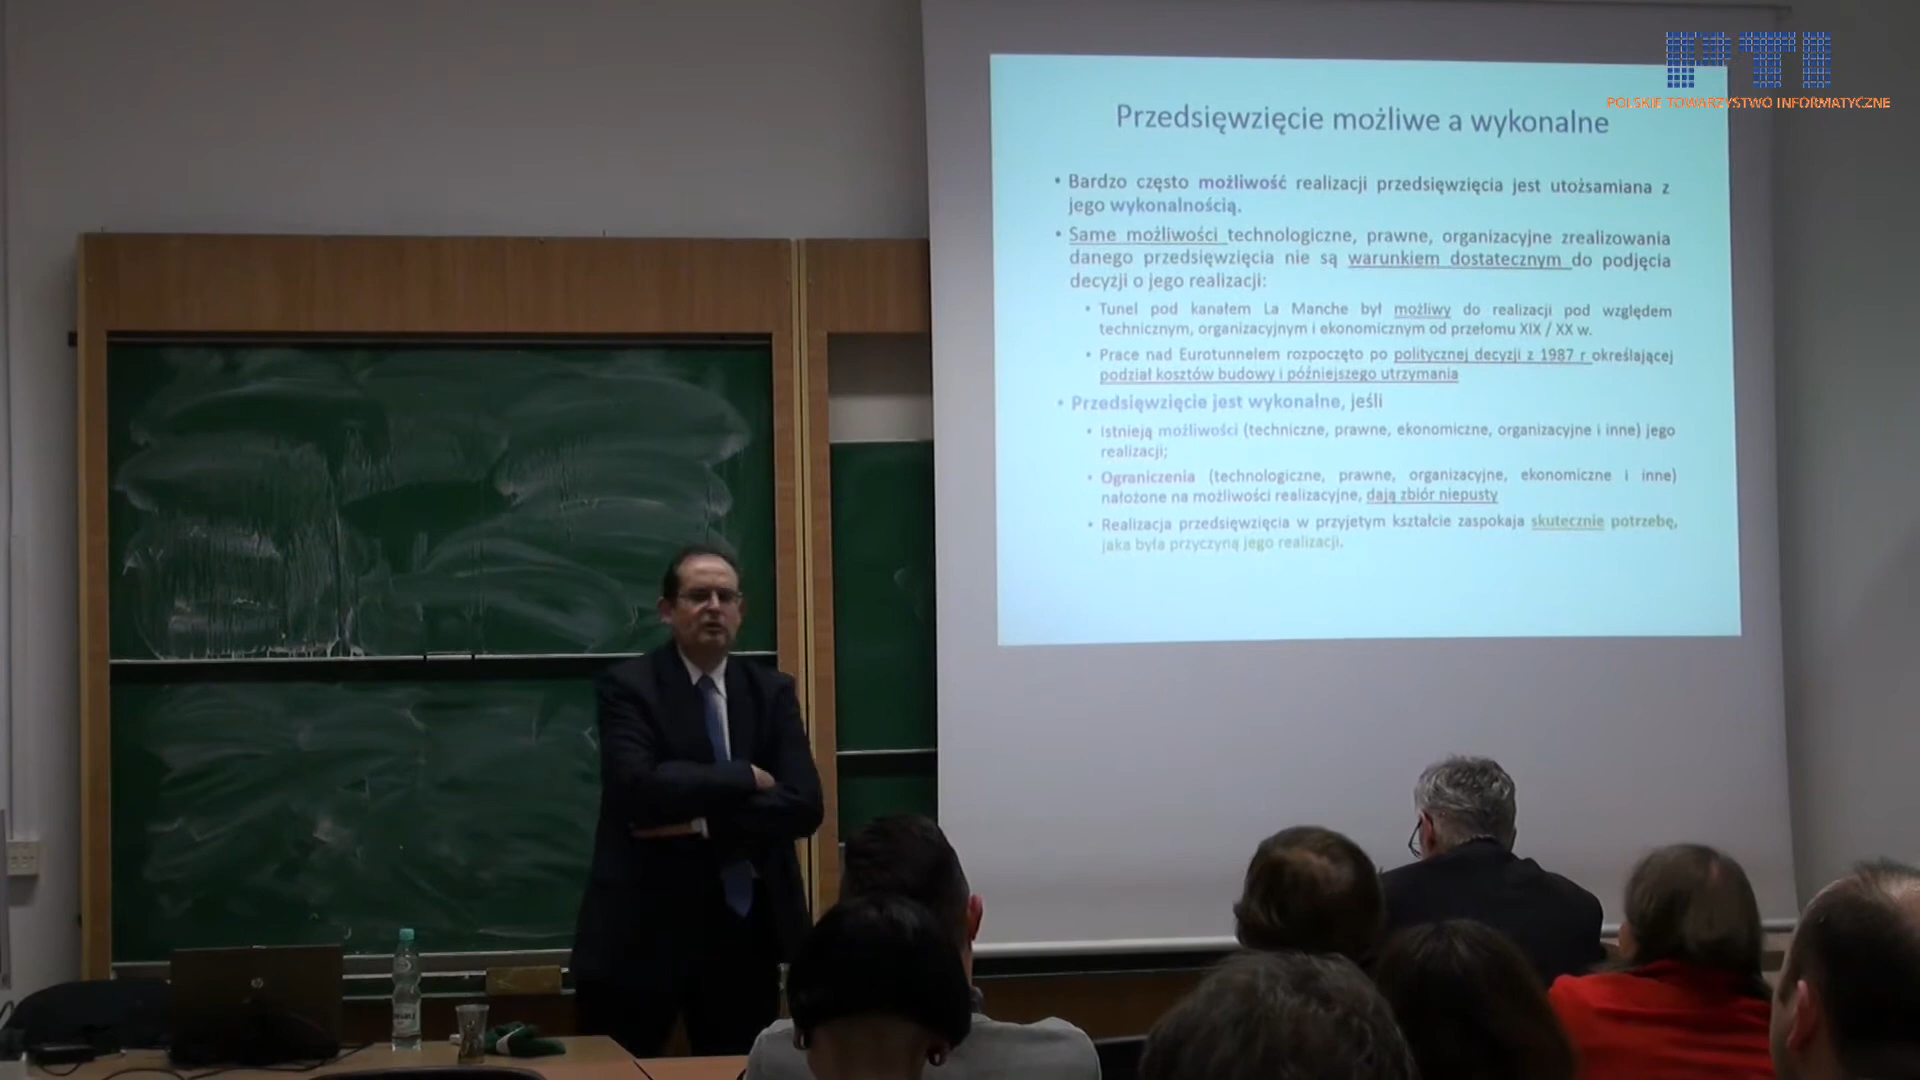 PTI
POLSKIE TOWARZYSTWO INFORMATYCZNE
Przedsięwzięcie możliwe a wykonalne
• Bardzo często możliwość realizacji przedsięwzięcia jest utożsamiana z
jego wykonalnością.
• Same możliwości technologiczne, prawne, organizacyjne zrealizowania
danego przedsięwzięcia nie są warunkiem dostatecznym do podjęcia
decyzji o jego realizacji:
• Tunel pod kanałem La Manche był możliwy do realizacji pod względem
technicznym, organizacyjnym i ekonomicznym od przełomu XIX / XX w.
• Prace nad Eurotunnelem rozpoczęto po politycznej decyzji z 1987 r określającej
podział kosztów budowy i późniejszego utrzymania
• Przedsięwzięcie jest wykonalne, jeśli
• Istnieją możliwości (techniczne, prawne, ekonomiczne, organizacyjne i inne) jego
realizacji;
• Ograniczenia (technologiczne, prawne, organizacyjne, ekonomiczne i inne)
nałożone na możliwości realizacyjne, dają zbiór niepusty
• Realizacja przedsięwzięcia w przyjetym kształcie zaspokaja skutecznie potrzebę,
jaka była przyczyną jego realizacji.
hp